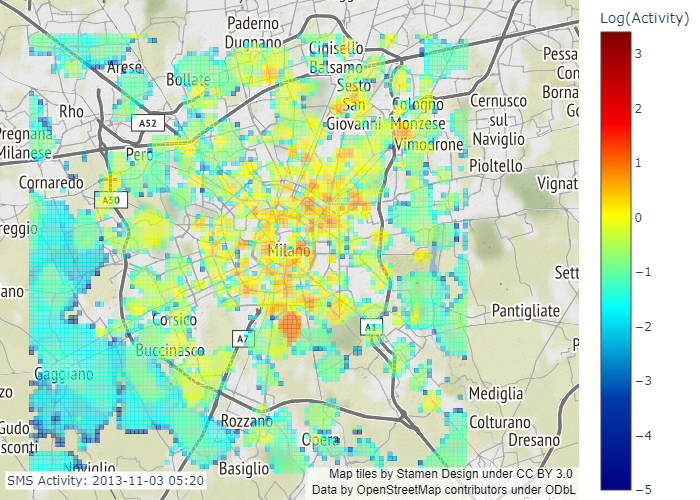 Paderno
Dugnano
Cinisello
Balsamo
Log(Activity)
3
2
1
0
−1
−2
−3
−4
−5
Arese
Bollate
Sesto
San
Giovanni
Cologno
Monzese
Cernusco
sul
Naviglio
Rho
A52
Pregnana
Milanese
Pero
Vimodrone
Pioltello
Cornaredo
A50
Vignat
reggio
Milano
Sett
ano
Pantigliate
Corsico
A7
Buccinasco
Gaggiano
Mediglia
Rozzano
Colturano
Opera
Dresano
Gudo
sconti
Noviglio
Basiglio
Pessa
Con
Borna
Go
zo
P
SMS Activity: 2013-11-03 05:20
Map tiles by Stamen Design under CC BY 3.0
Data by OpenStreetMap contributors under ODbL